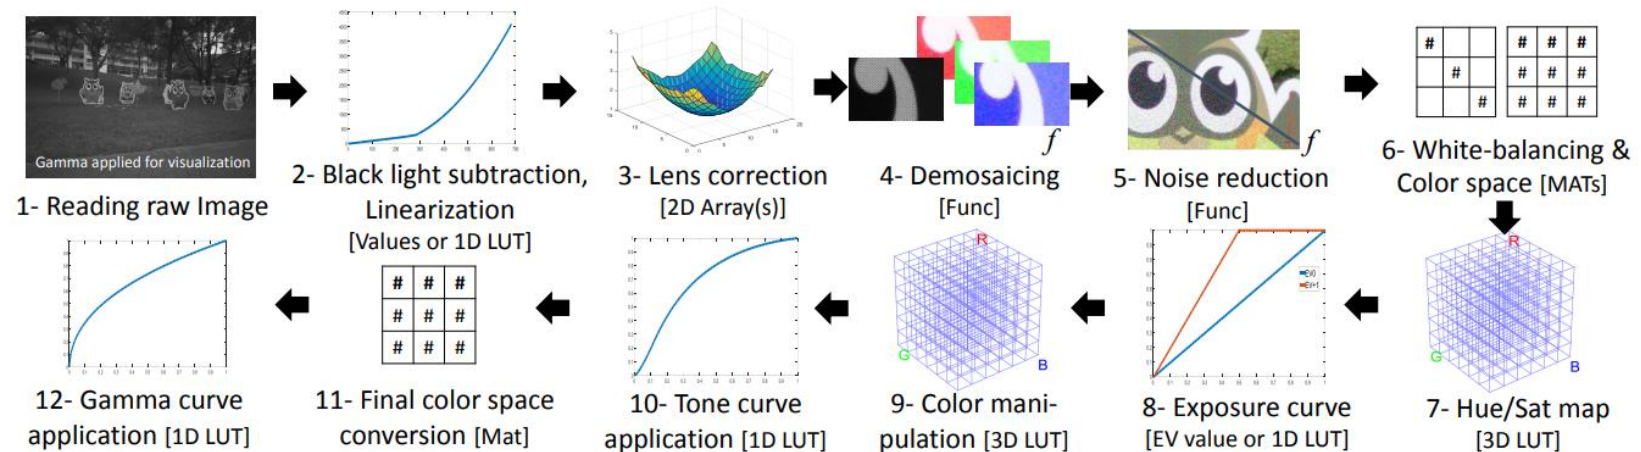 Gamma applied for visualization
1- Reading raw Image
2- Black light subtraction,
Linearization
[Values or 1D LUT]
3- Lens correction
[2D Array(s)]
f
4- Demosaicing
[Func]
f
5- Noise reduction
[Func]
# # # #
# # # #
# # # #
6- White-balancing &
Color space [MATs]
R
G
B
7- Hue/Sat map
[3D LUT]
8- Exposure curve
[EV value or 1D LUT]
R
G
B
9- Color mani-
pulation [3D LUT]
10- Tone curve
application [1D LUT]
# # #
# # #
# # #
11- Final color space
conversion [Mat]
12- Gamma curve
application [1D LUT]